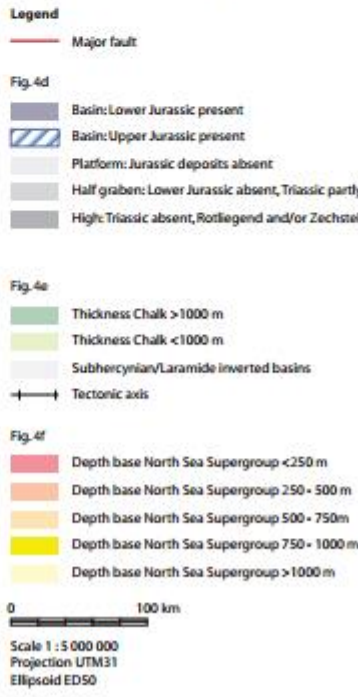 Legend
Major fault
Fig. 4d
Basin: Lower Jurassic present
Basin: Upper Jurassic present
Platform: Jurassic deposits absent
Half graben: Lower Jurassic absent, Triassic partly
High: Triassic absent, Rotliegend and/or Zechstei
Fig. 4e
Thickness Chalk >1000 m
Thickness Chalk <1000 m
Subhercynian/Laramide inverted basins
Tectonic axis
Fig. 4f
Depth base North Sea Supergroup <250 m
Depth base North Sea Supergroup 250 - 500 m
Depth base North Sea Supergroup 500 - 750m
Depth base North Sea Supergroup 750 - 1000 m
Depth base North Sea Supergroup >1000 m
0 100 km
Scale 1 : 5 000 000
Projection UTM31
Ellipsoid ED50